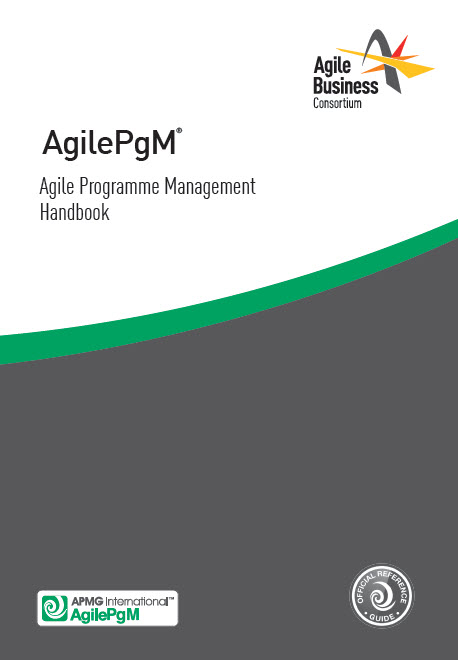 Agile
Business
Consortium
AgilePgM®
Agile Programme Management
Handbook
APMG International™
AgilePgM
OFFICIAL REFERENCE
• GUIDE •